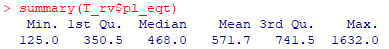 > summary(T_rv$pl_eqt)
Min. 1st Qu. Median Mean 3rd Qu. Max.
125.0 350.5 468.0 571.7 741.5 1632.0